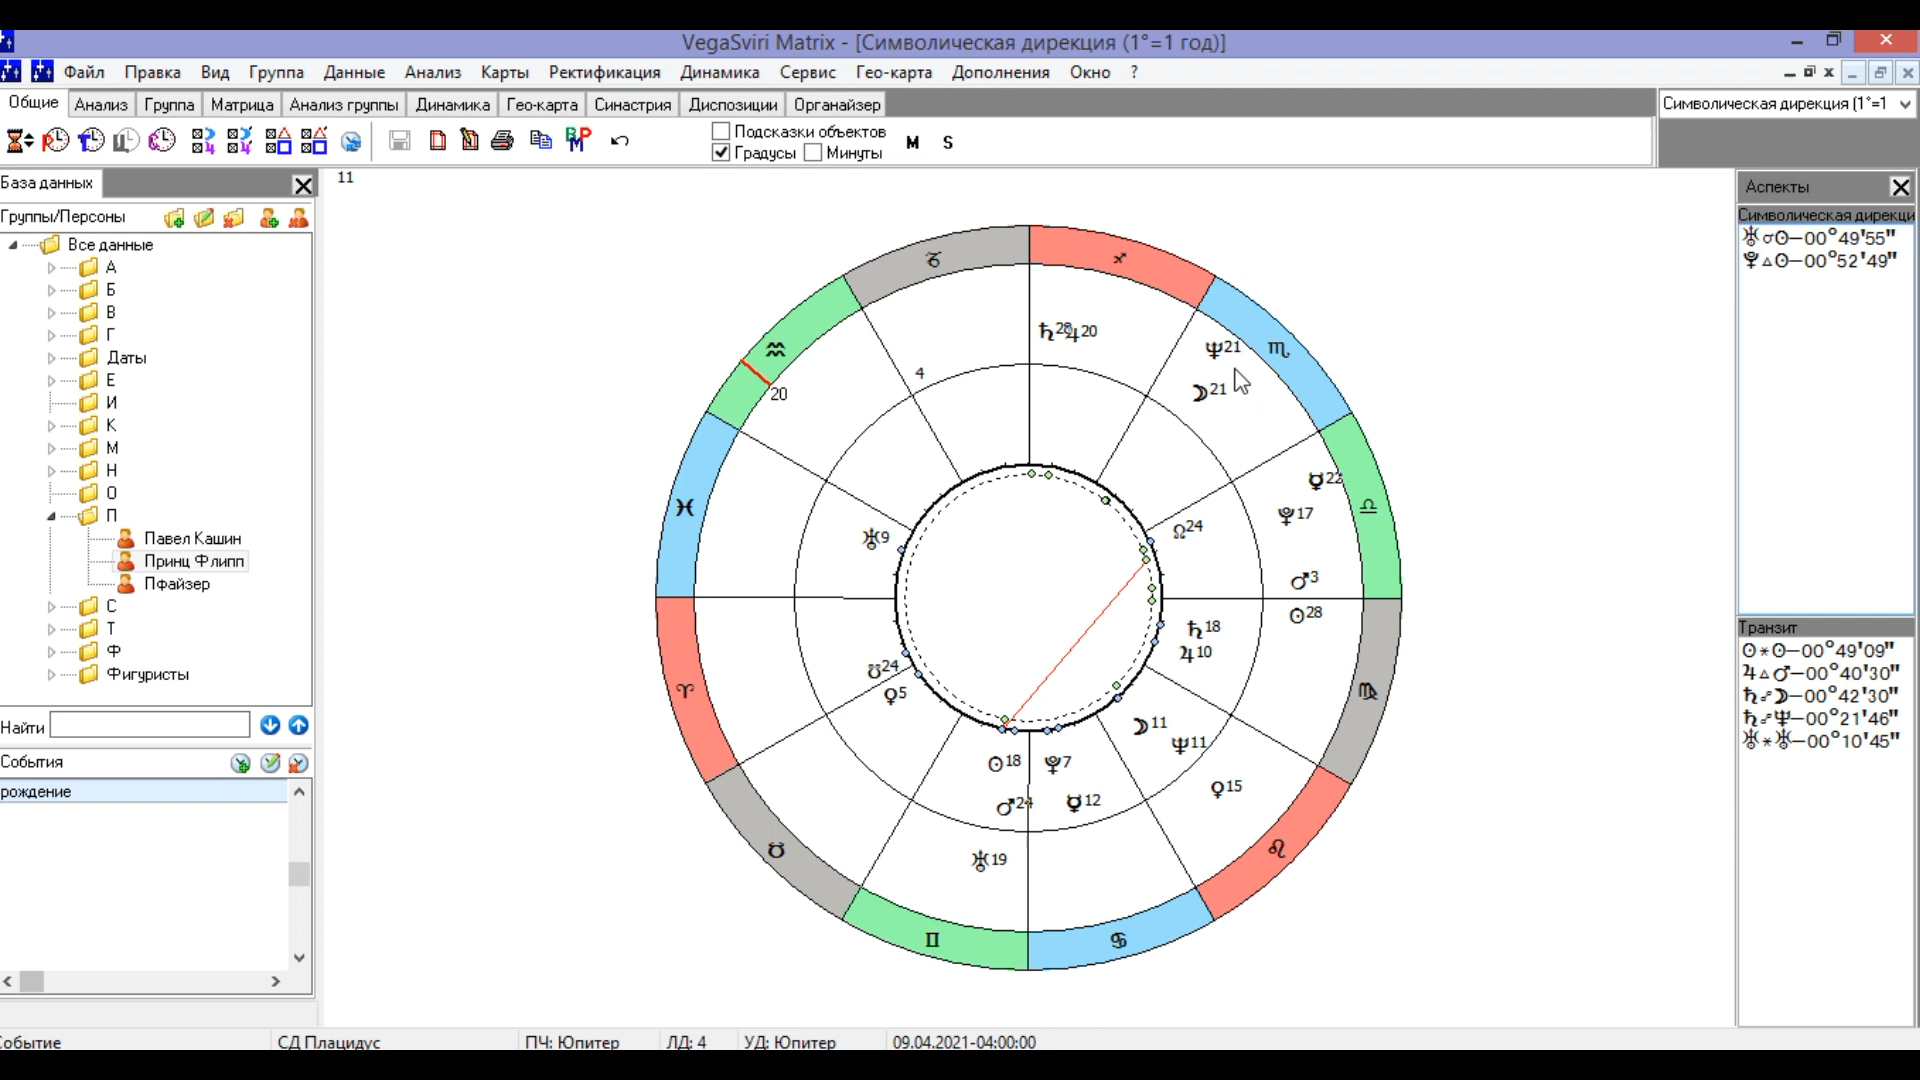 VegaSviri Matrix - [Символическая дирекция (1°=1 год)]
Файл Правка Вид Группа Данные Анализ Карты Ректификация Динамика Сервис Гео-карта Дополнения Окно ?
Общие Анализ Группа Матрица Анализ группы Динамика Гео-карта Синастрия Диспозиции Органайзер
Символическая дирекция (1°=1
Подсказки объектов
Градусы Минуты M S
База данных
11
Группы/Персоны
Все данные
А
Б
В
Г
Даты
Е
И
К
М
Н
О
П
Павел Кашин
Принц Флипп
Пфайзер
С
Т
Ф
Фигуристы
Найти
События
рождение
♑ ♐
♄28 ♃20
♆21 ♏
♒
☽21
4
20
☿22
♓ ♇17 ♎
☊24
♅9
♂3
☉28
♄18
♃10
☋24
♀5
♈ ♍
☽11
♆11
☉18 ♇7
♀15
♂24 ☿12
♉ ♌
♅19
♊ ♋
Аспекты
Символическая дирекци
♅☌☉—00°49'55"
♇△☉—00°52'49"
Транзит
☉⚹☉—00°49'09"
♃△♂—00°40'30"
♄☍☽—00°42'30"
♄☍♆—00°21'46"
♅⚹♅—00°10'45"
Событие СД Плацидус ПЧ: Юпитер ЛД: 4 УД: Юпитер 09.04.2021-04:00:00